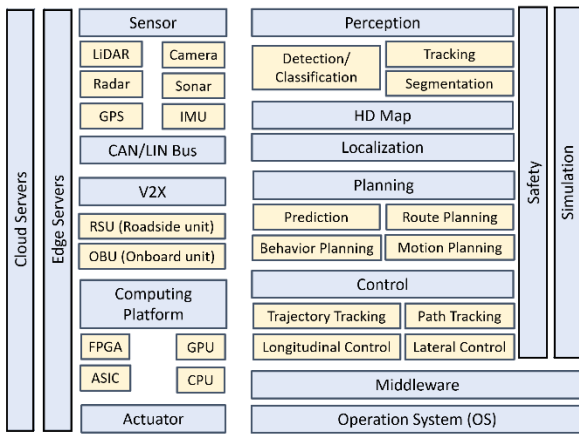 Cloud Servers
Edge Servers
Sensor
LiDAR
Camera
Radar
Sonar
GPS
IMU
CAN/LIN Bus
V2X
RSU (Roadside unit)
OBU (Onboard unit)
Computing
Platform
FPGA
GPU
ASIC
CPU
Actuator
Perception
Detection/
Classification
Tracking
Segmentation
HD Map
Localization
Planning
Prediction
Route Planning
Behavior Planning
Motion Planning
Control
Trajectory Tracking
Path Tracking
Longitudinal Control
Lateral Control
Middleware
Operation System (OS)
Safety
Simulation